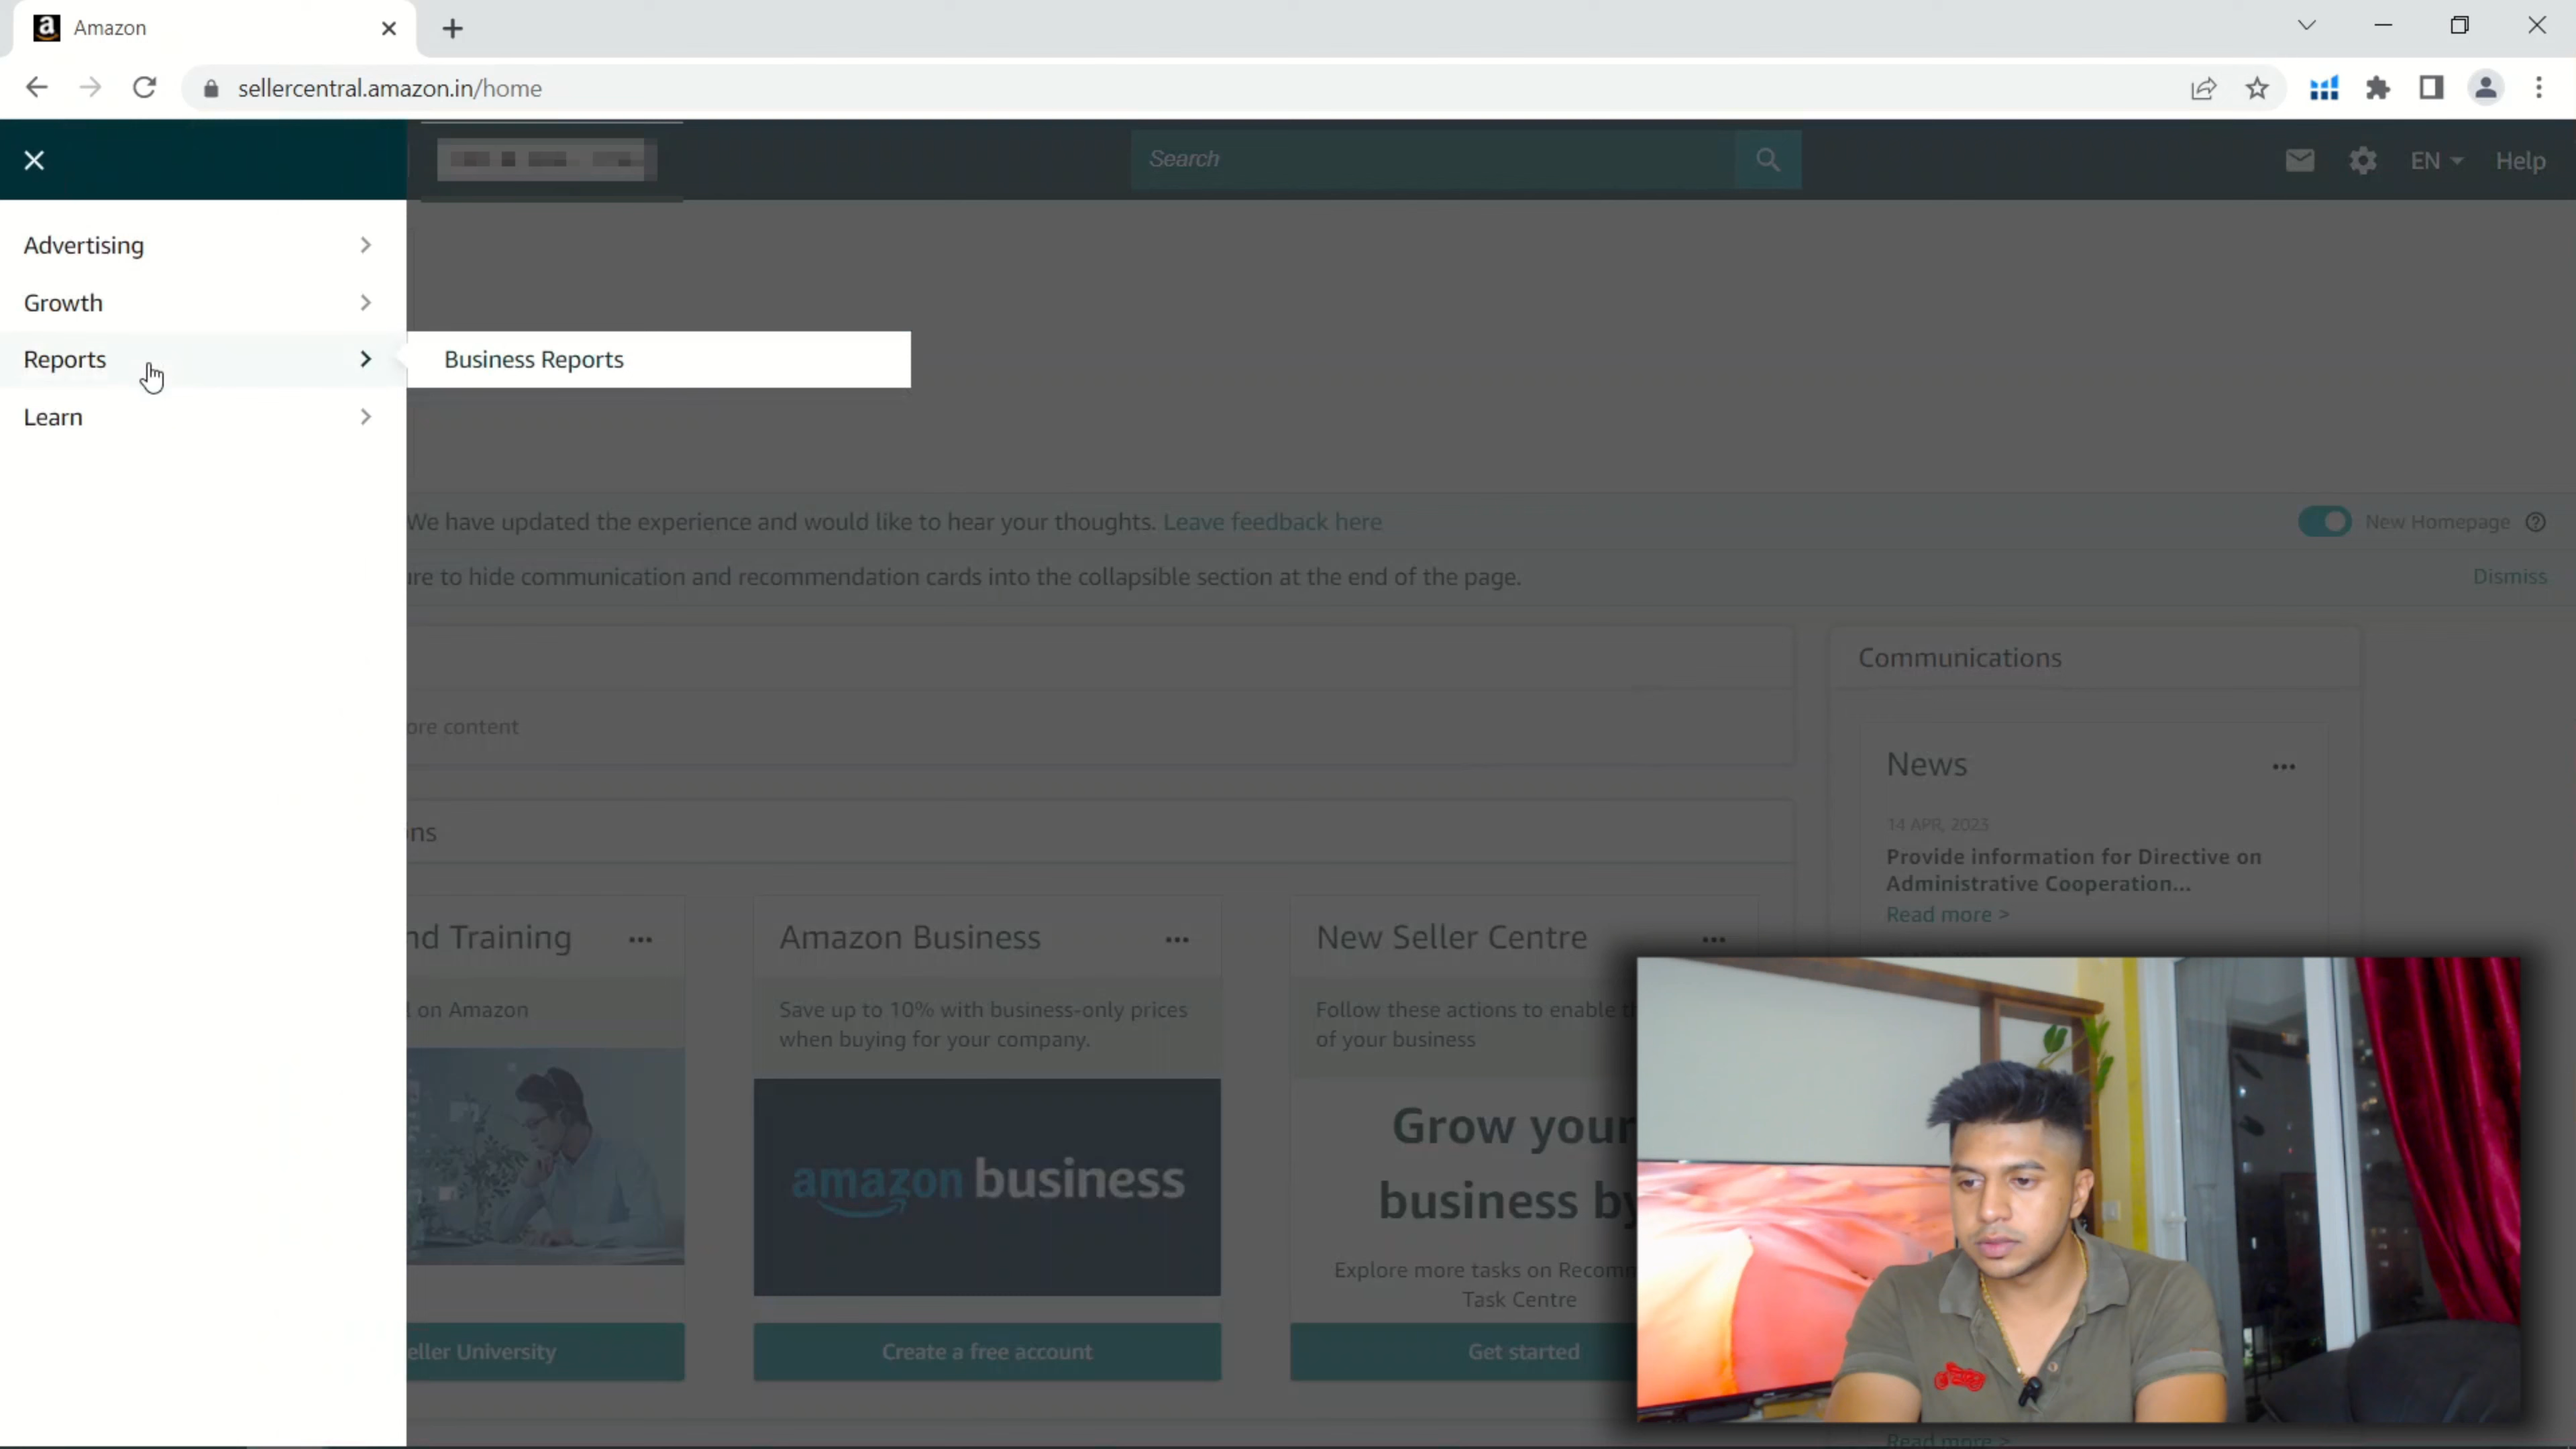 Amazon
sellercentral.amazon.in/home
Search
EN
Help
Advertising
Growth
Reports
Business Reports
Learn
We have updated the experience and would like to hear your thoughts. Leave feedback here
New Homepage
ure to hide communication and recommendation cards into the collapsible section at the end of the page.
Dismiss
ore content
Communications
News
14 APR, 2023
Provide information for Directive on
Administrative Cooperation...
Read more >
ns
nd Training
l on Amazon
eller University
Amazon Business
Save up to 10% with business-only prices
when buying for your company.
amazon business
Create a free account
New Seller Centre
Follow these actions to enable th
of your business
Grow your
business by
Explore more tasks on Recomm
Task Centre
Get started
Read more >